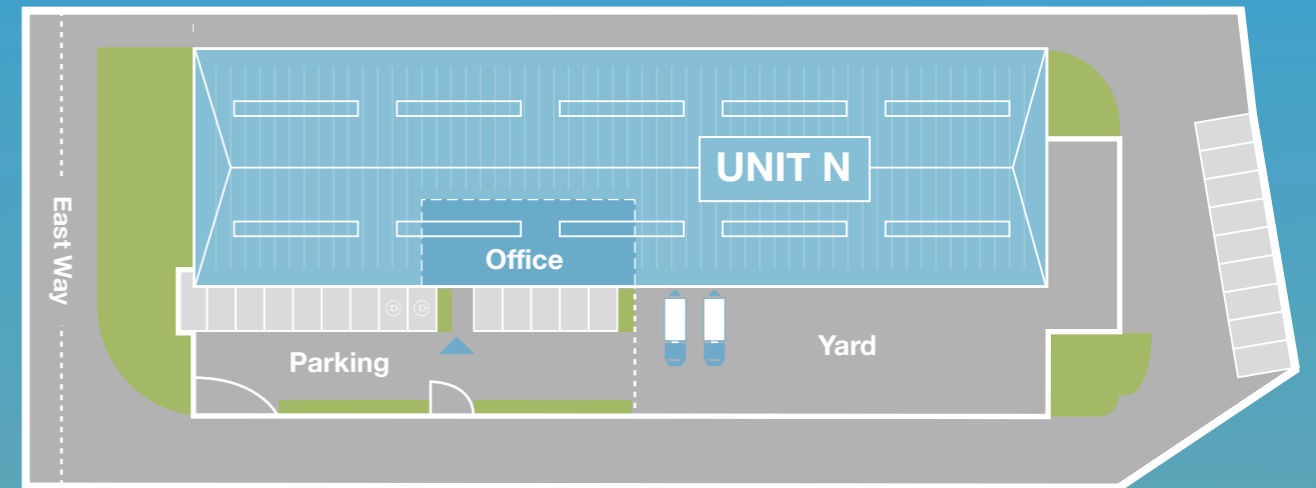 UNIT N
East Way
Office
Yard
Parking